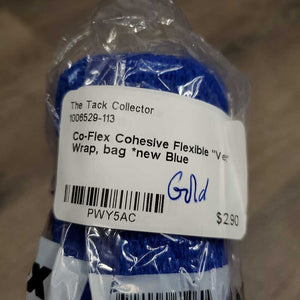 The Tack Collector
1006529-113
Co-Flex Cohesive Flexible "Vet"
Wrap, bag *new Blue
Gold
PWY5AC
$2.90